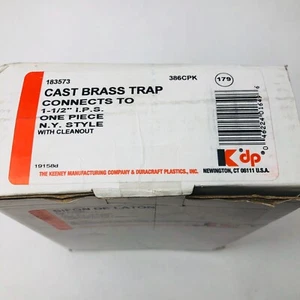 183573
386CPK
179
CAST BRASS TRAP
CONNECTS TO
1-1/2" I.P.S.
ONE PIECE
N.Y. STYLE
WITH CLEANOUT
19150d
K dp
THE KEENEY MANUFACTURING COMPANY & DURACRAFT PLASTICS, INC.
NEWINGTON, CT 06111 U.S.A.